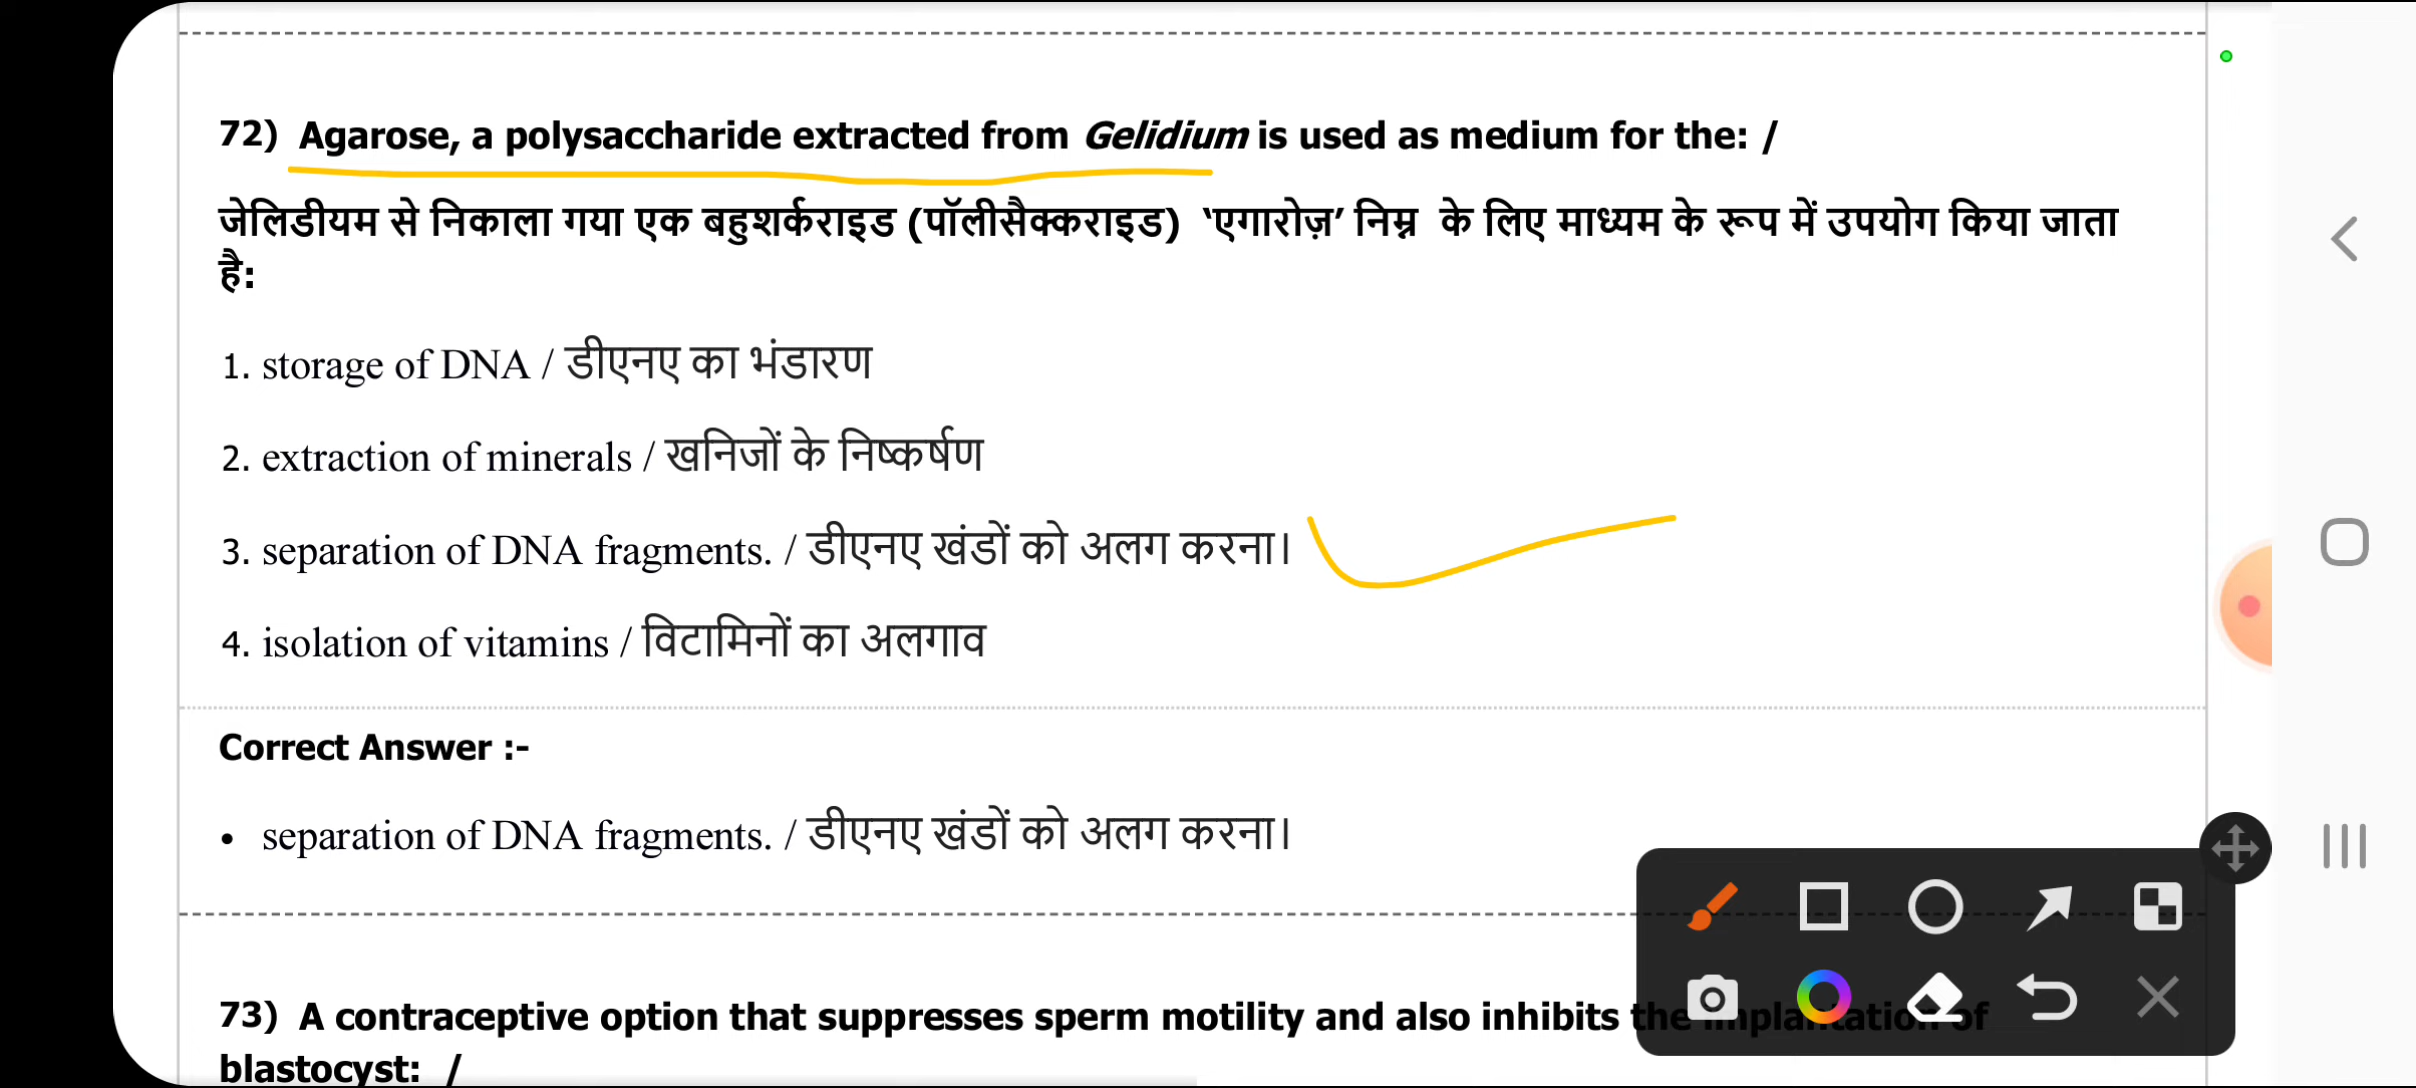 72) Agarose, a polysaccharide extracted from Gelidium is used as medium for the: /
जेलिडीयम से निकाला गया एक बहुशर्कराइड (पॉलीसैक्कराइड) 'एगारोज़' निम्न के लिए माध्यम के रूप में उपयोग किया जाता
है:
1. storage of DNA / डीएनए का भंडारण
2. extraction of minerals / खनिजों के निष्कर्षण
3. separation of DNA fragments. / डीएनए खंडों को अलग करना।
4. isolation of vitamins / विटामिनों का अलगाव
Correct Answer :-
• separation of DNA fragments. / डीएनए खंडों को अलग करना।
73) A contraceptive option that suppresses sperm motility and also inhibits the implantation of
blastocyst: /